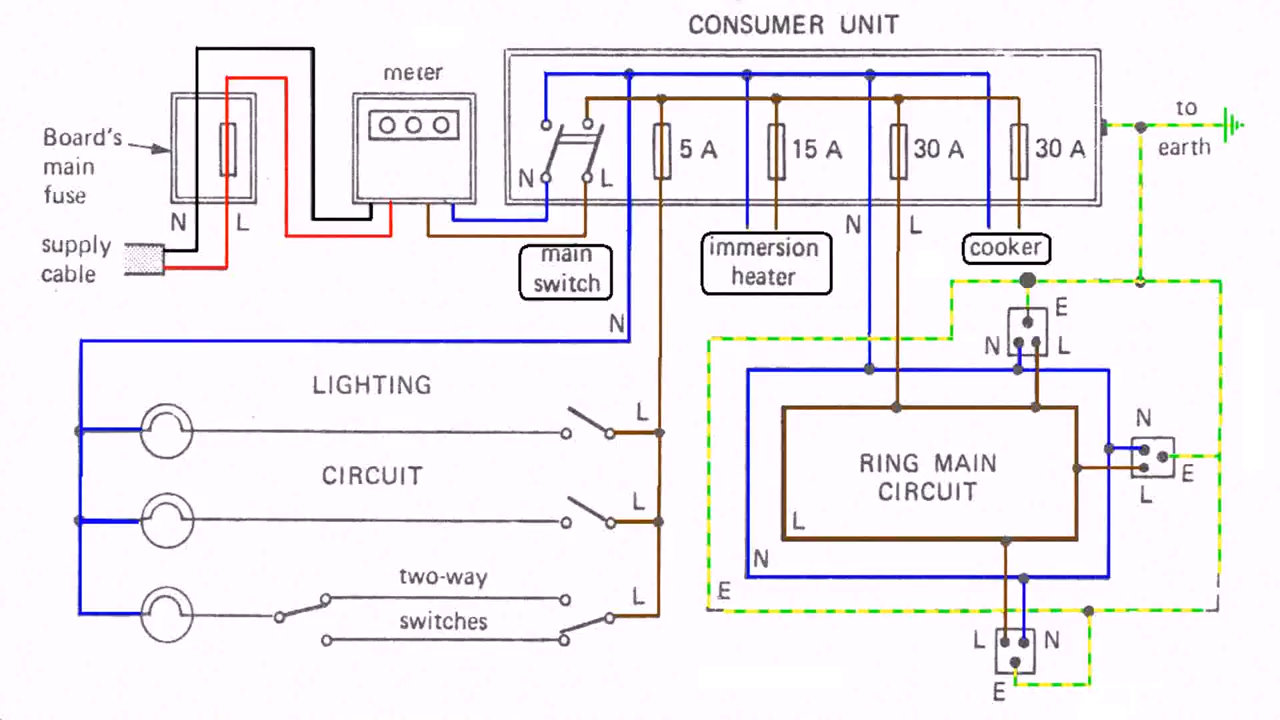 CONSUMER UNIT
meter
Board's
main
fuse
N
L
supply
cable
N
L
5 A
15 A
30 A
30 A
to
earth
main
switch
immersion
heater
N
L
cooker
N
E
N
L
LIGHTING
L
CIRCUIT
L
two-way
switches
L
RING MAIN
CIRCUIT
L
N
E
N
E
L
L
N
E